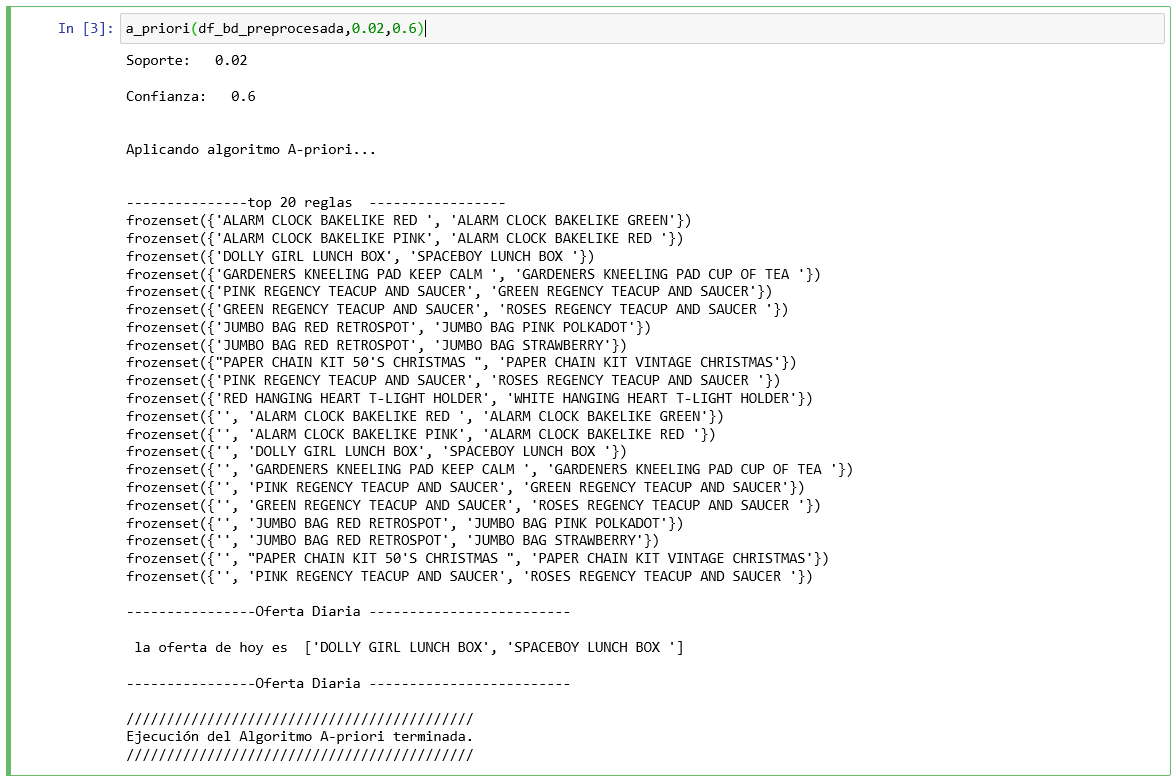 In [3]: a_priori(df_bd_preprocesada,0.02,0.6)
Soporte:   0.02
Confianza:   0.6
Aplicando algoritmo A-priori...
---------------top 20 reglas  -----------------
frozenset({'ALARM CLOCK BAKELIKE RED ', 'ALARM CLOCK BAKELIKE GREEN'})
frozenset({'ALARM CLOCK BAKELIKE PINK', 'ALARM CLOCK BAKELIKE RED '})
frozenset({'DOLLY GIRL LUNCH BOX', 'SPACEBOY LUNCH BOX '})
frozenset({'GARDENERS KNEELING PAD KEEP CALM ', 'GARDENERS KNEELING PAD CUP OF TEA '})
frozenset({'PINK REGENCY TEACUP AND SAUCER', 'GREEN REGENCY TEACUP AND SAUCER'})
frozenset({'GREEN REGENCY TEACUP AND SAUCER', 'ROSES REGENCY TEACUP AND SAUCER '})
frozenset({'JUMBO BAG RED RETROSPOT', 'JUMBO BAG PINK POLKADOT'})
frozenset({'JUMBO BAG RED RETROSPOT', 'JUMBO BAG STRAWBERRY'})
frozenset({"PAPER CHAIN KIT 50'S CHRISTMAS ", 'PAPER CHAIN KIT VINTAGE CHRISTMAS'})
frozenset({'PINK REGENCY TEACUP AND SAUCER', 'ROSES REGENCY TEACUP AND SAUCER '})
frozenset({'RED HANGING HEART T-LIGHT HOLDER', 'WHITE HANGING HEART T-LIGHT HOLDER'})
frozenset({'', 'ALARM CLOCK BAKELIKE RED ', 'ALARM CLOCK BAKELIKE GREEN'})
frozenset({'', 'ALARM CLOCK BAKELIKE PINK', 'ALARM CLOCK BAKELIKE RED '})
frozenset({'', 'DOLLY GIRL LUNCH BOX', 'SPACEBOY LUNCH BOX '})
frozenset({'', 'GARDENERS KNEELING PAD KEEP CALM ', 'GARDENERS KNEELING PAD CUP OF TEA '})
frozenset({'', 'PINK REGENCY TEACUP AND SAUCER', 'GREEN REGENCY TEACUP AND SAUCER'})
frozenset({'', 'GREEN REGENCY TEACUP AND SAUCER', 'ROSES REGENCY TEACUP AND SAUCER '})
frozenset({'', 'JUMBO BAG RED RETROSPOT', 'JUMBO BAG PINK POLKADOT'})
frozenset({'', 'JUMBO BAG RED RETROSPOT', 'JUMBO BAG STRAWBERRY'})
frozenset({'', "PAPER CHAIN KIT 50'S CHRISTMAS ", 'PAPER CHAIN KIT VINTAGE CHRISTMAS'})
frozenset({'', 'PINK REGENCY TEACUP AND SAUCER', 'ROSES REGENCY TEACUP AND SAUCER '})
----------------Oferta Diaria -------------------------
la oferta de hoy es  ['DOLLY GIRL LUNCH BOX', 'SPACEBOY LUNCH BOX ']
----------------Oferta Diaria -------------------------
///////////////////////////////////////////
Ejecución del Algoritmo A-priori terminada.
///////////////////////////////////////////